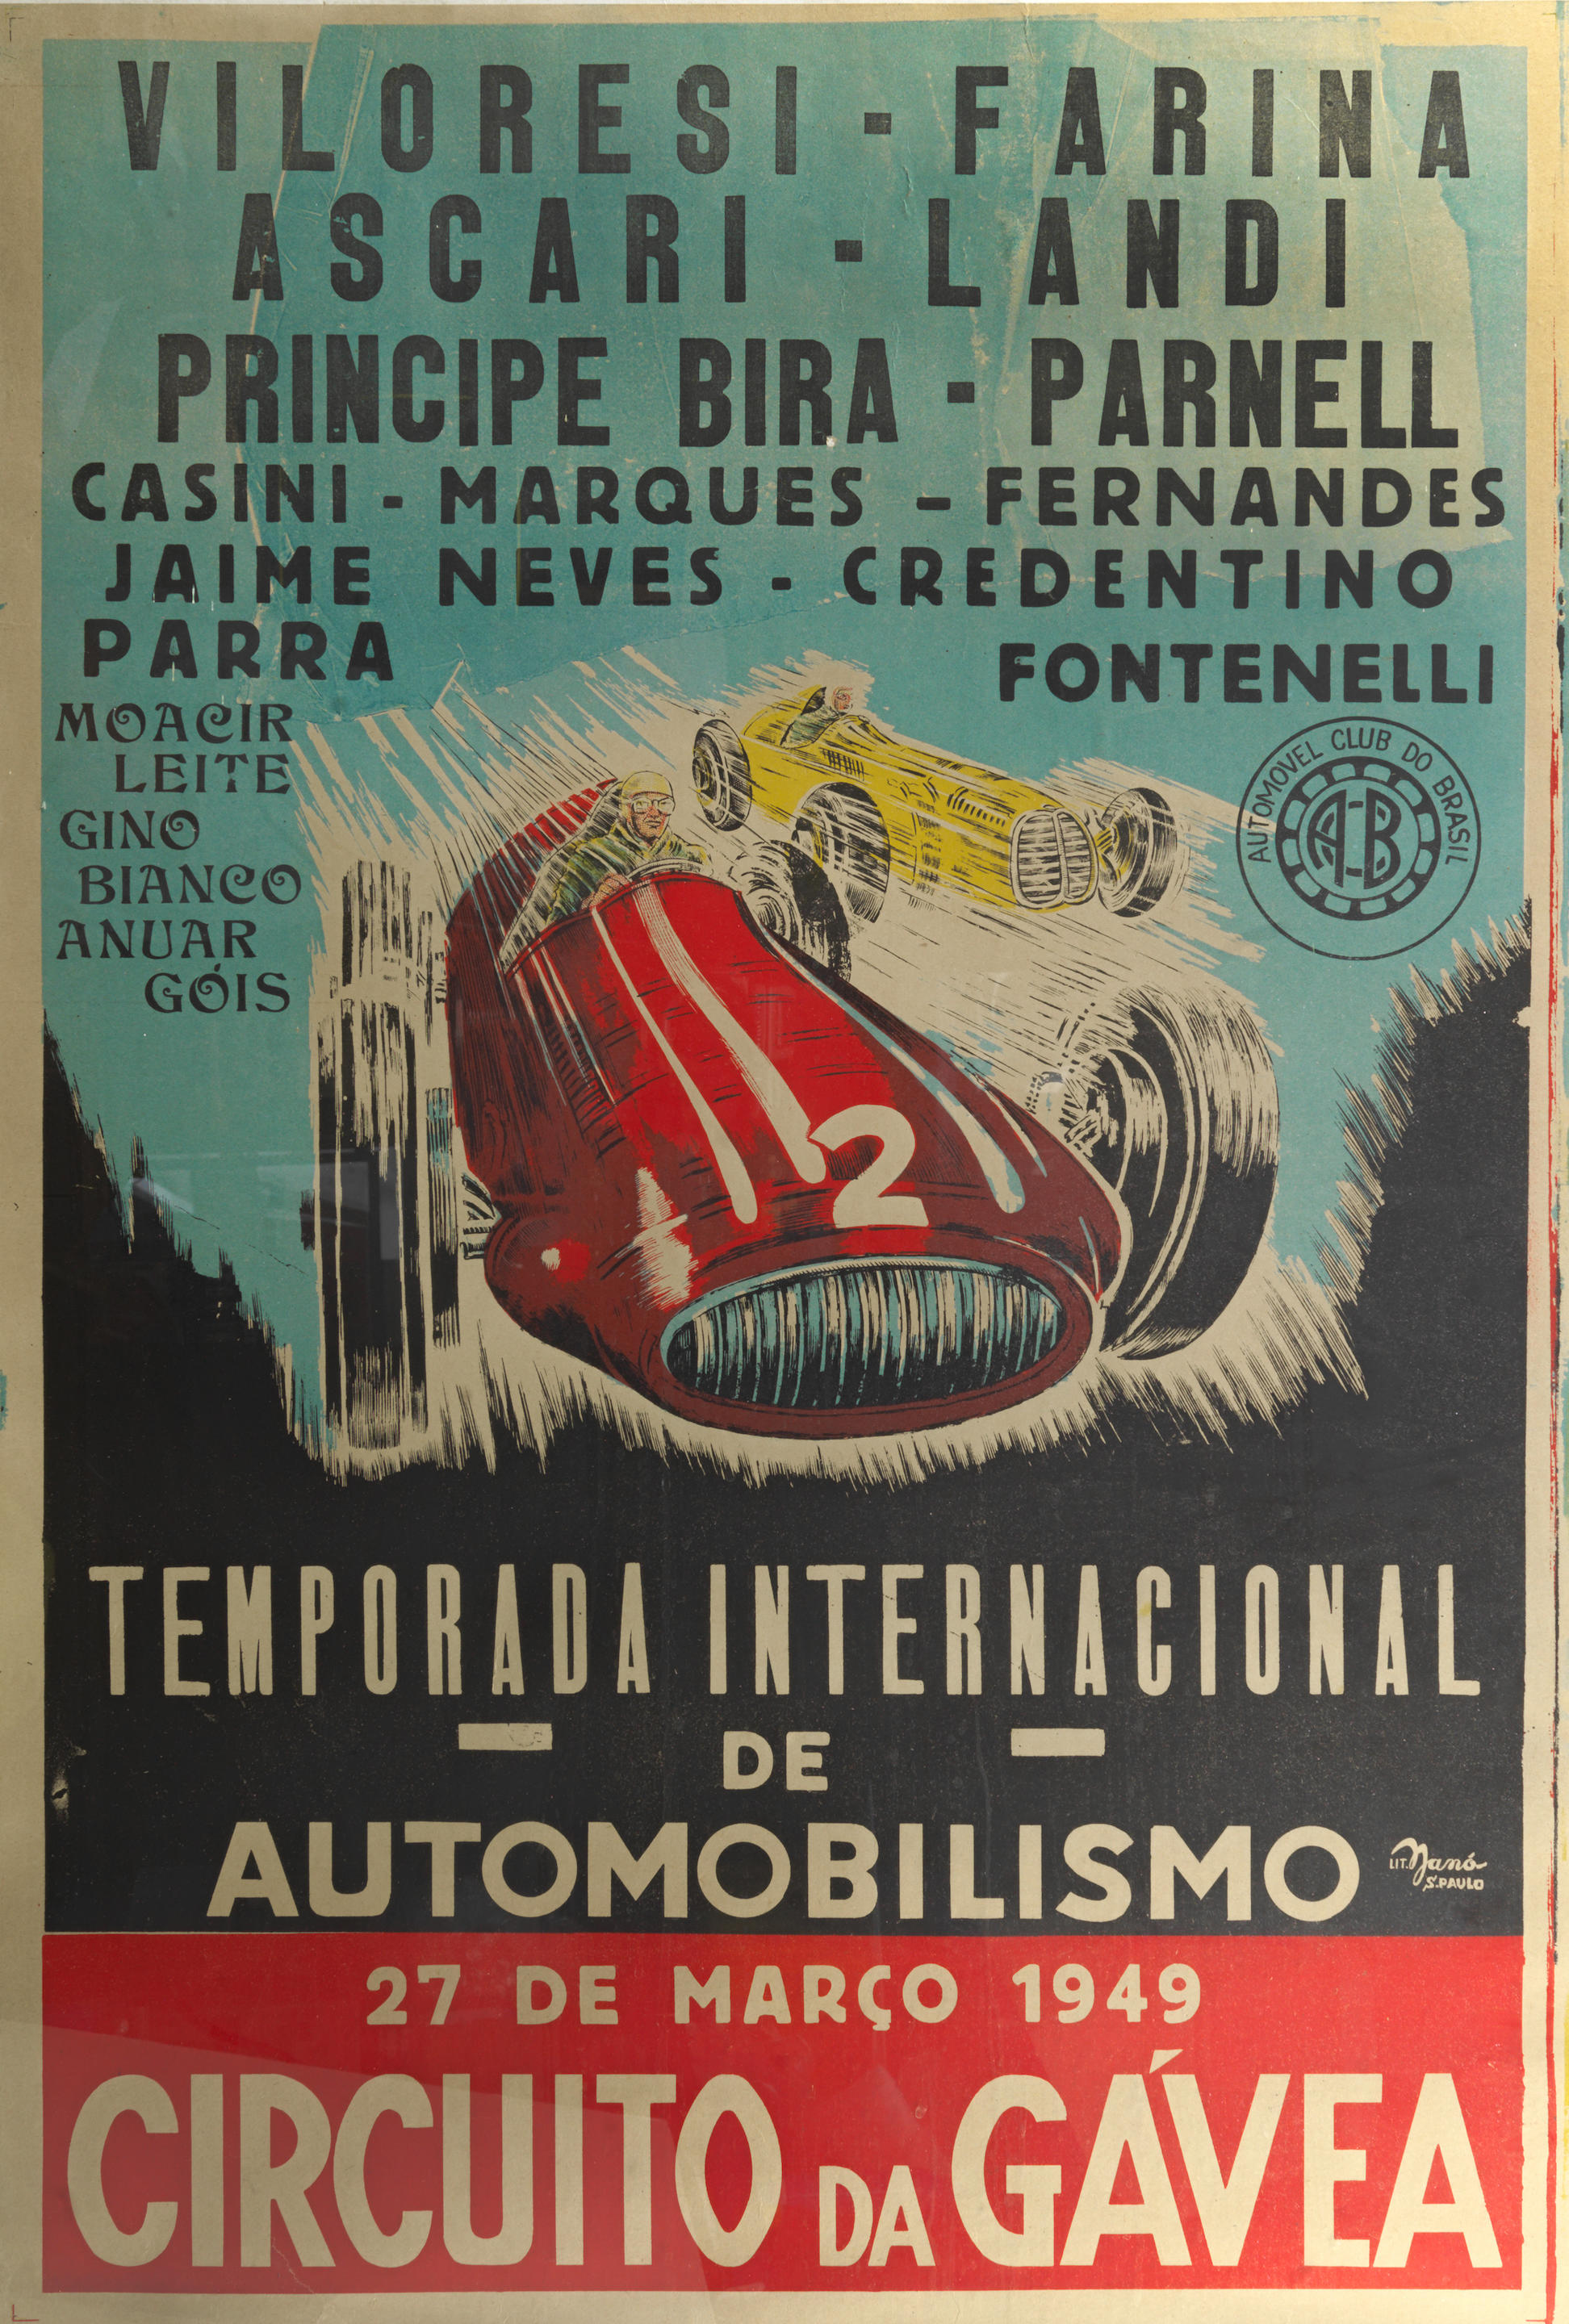 VILORESI - FARINA
ASCARI - LANDI
PRINCIPE BIRA - PARNELL
CASINI - MARQUES - FERNANDES
JAIME NEVES - CREDENTINO
PARRA FONTENELLI
MOACIR
LEITE
GINO
BIANCO
ANUAR
GÓIS
AUTOMOVEL CLUB DO BRASIL
A-B
2
TEMPORADA INTERNACIONAL
- DE -
AUTOMOBILISMO
LIT. Nanó
S. PAULO
27 DE MARÇO 1949
CIRCUITO DA GÁVEA